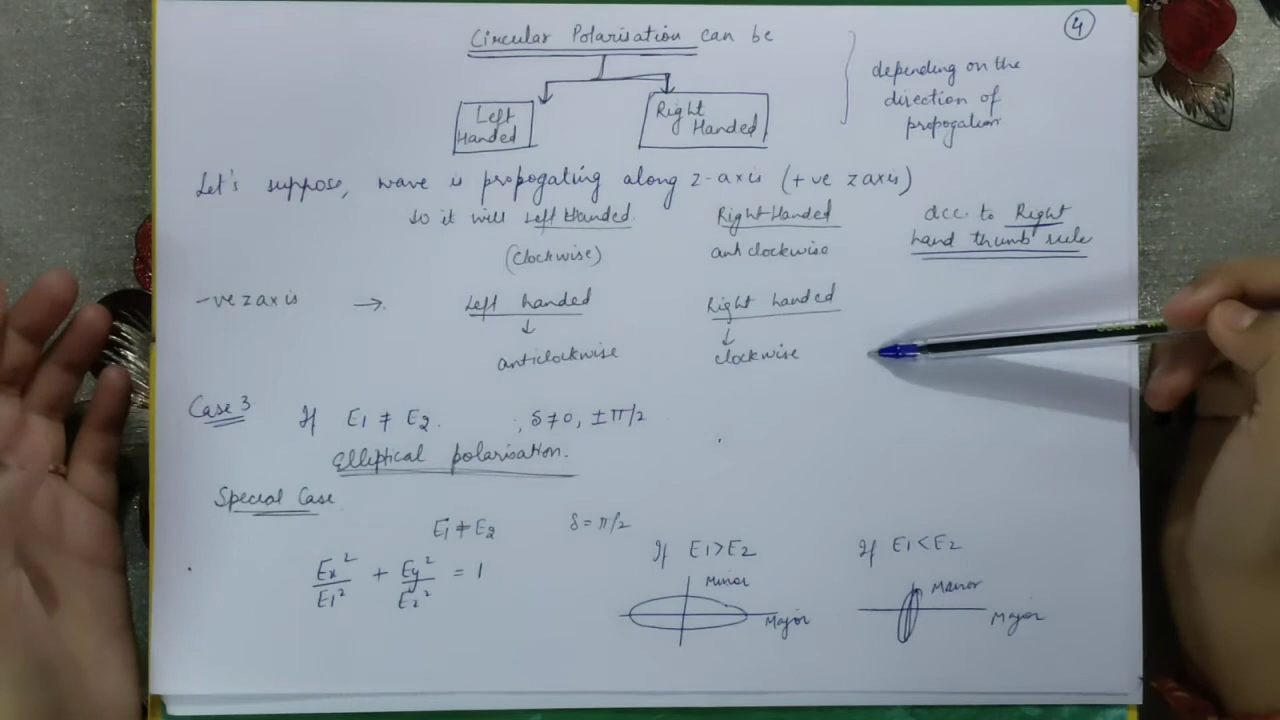 4
Circular Polarisation can be
Left Handed
Right Handed
depending on the
direction of
propogation
Let's suppose, wave is propogating along z-axis (+ve z axis)
so it will Left Handed. Right Handed
(Clockwise) anticlockwise
acc. to Right
hand thumb rule
-ve z axis → Left handed Right handed
↓ ↓
anticlockwise clockwise
Case 3 If E1 ≠ E2. , δ ≠ 0, ± π/2
Elliptical polarisation.
Special Case
E1 ≠ E2 δ = π/2
Ex²/E1² + Ey²/E2² = 1
If E1 > E2
Minor
Major
If E1 < E2
Major